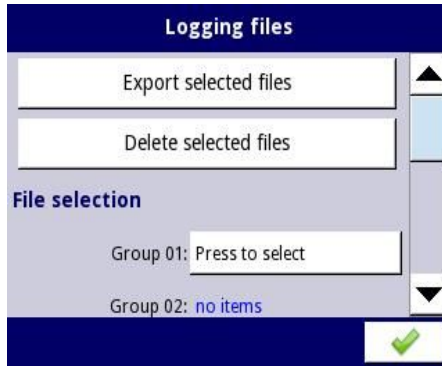 Logging files
Export selected files
Delete selected files
File selection
Group 01: Press to select
Group 02: no items